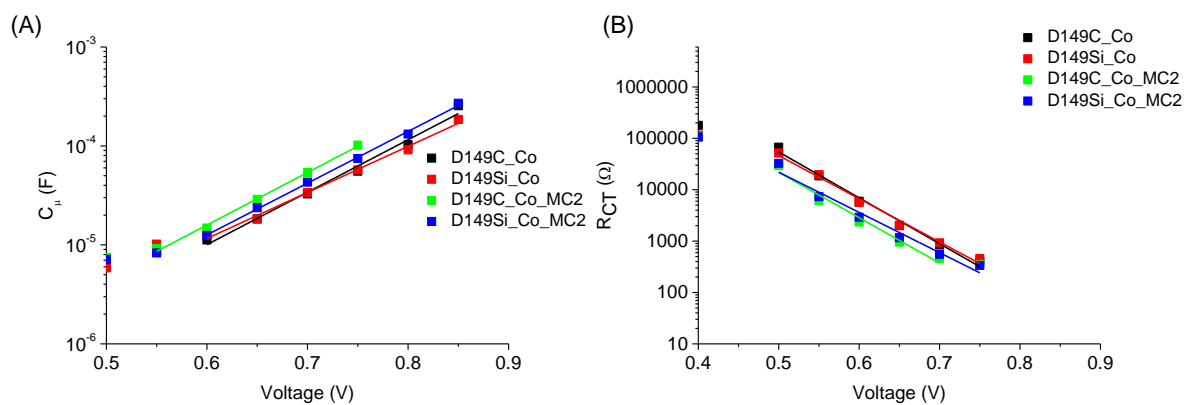 (A)
10⁻³
10⁻⁴
10⁻⁵
10⁻⁶
Cμ (F)
0.5 0.6 0.7 0.8 0.9
Voltage (V)
D149C_Co
D149Si_Co
D149C_Co_MC2
D149Si_Co_MC2
(B)
1000000
100000
10000
1000
100
10
RCT (Ω)
0.4 0.5 0.6 0.7 0.8 0.9
Voltage (V)
D149C_Co
D149Si_Co
D149C_Co_MC2
D149Si_Co_MC2